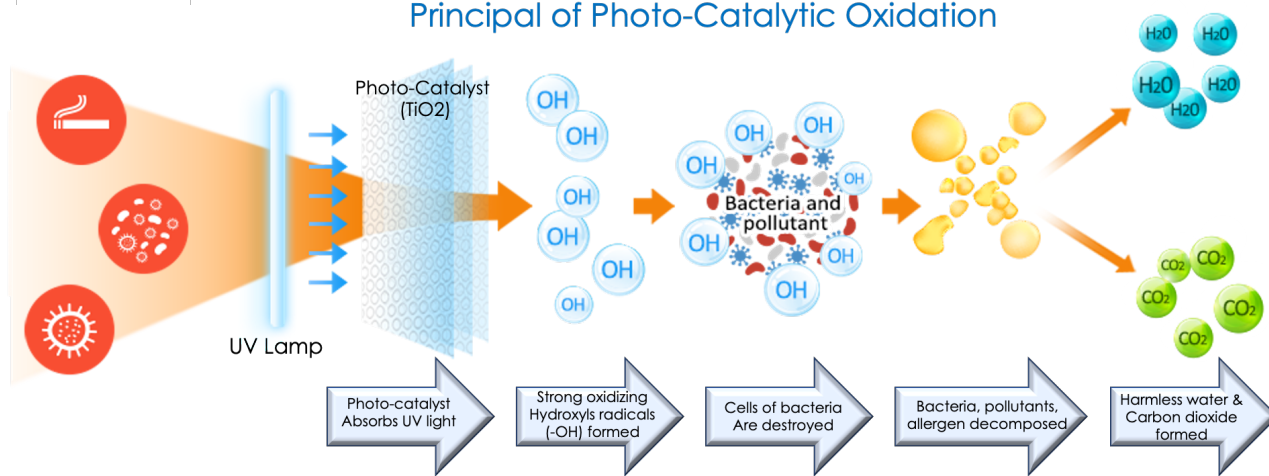 Principal of Photo-Catalytic Oxidation
Photo-Catalyst
(TiO2)
UV Lamp
OH
OH
OH
OH
OH
OH
OH
OH
OH
OH
OH
OH
OH
OH
Bacteria and
pollutant
H2O
H2O
H2O
H2O
H2O
CO2
CO2
CO2
CO2
CO2
Photo-catalyst
Absorbs UV light
Strong oxidizing
Hydroxyls radicals
(-OH) formed
Cells of bacteria
Are destroyed
Bacteria, pollutants,
allergen decomposed
Harmless water &
Carbon dioxide
formed